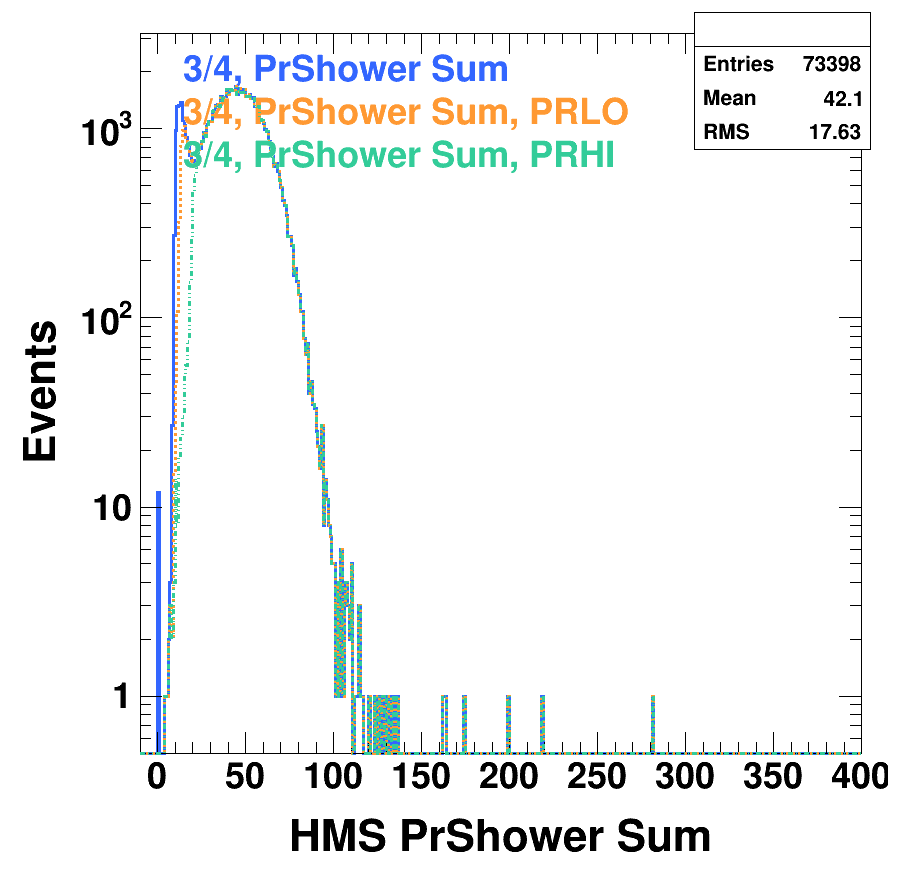 3/4, PrShower Sum
3/4, PrShower Sum, PRLO
3/4, PrShower Sum, PRHI
Entries 73398
Mean 42.1
RMS 17.63
10³
10²
10
1
Events
0 50 100 150 200 250 300 350 400
HMS PrShower Sum